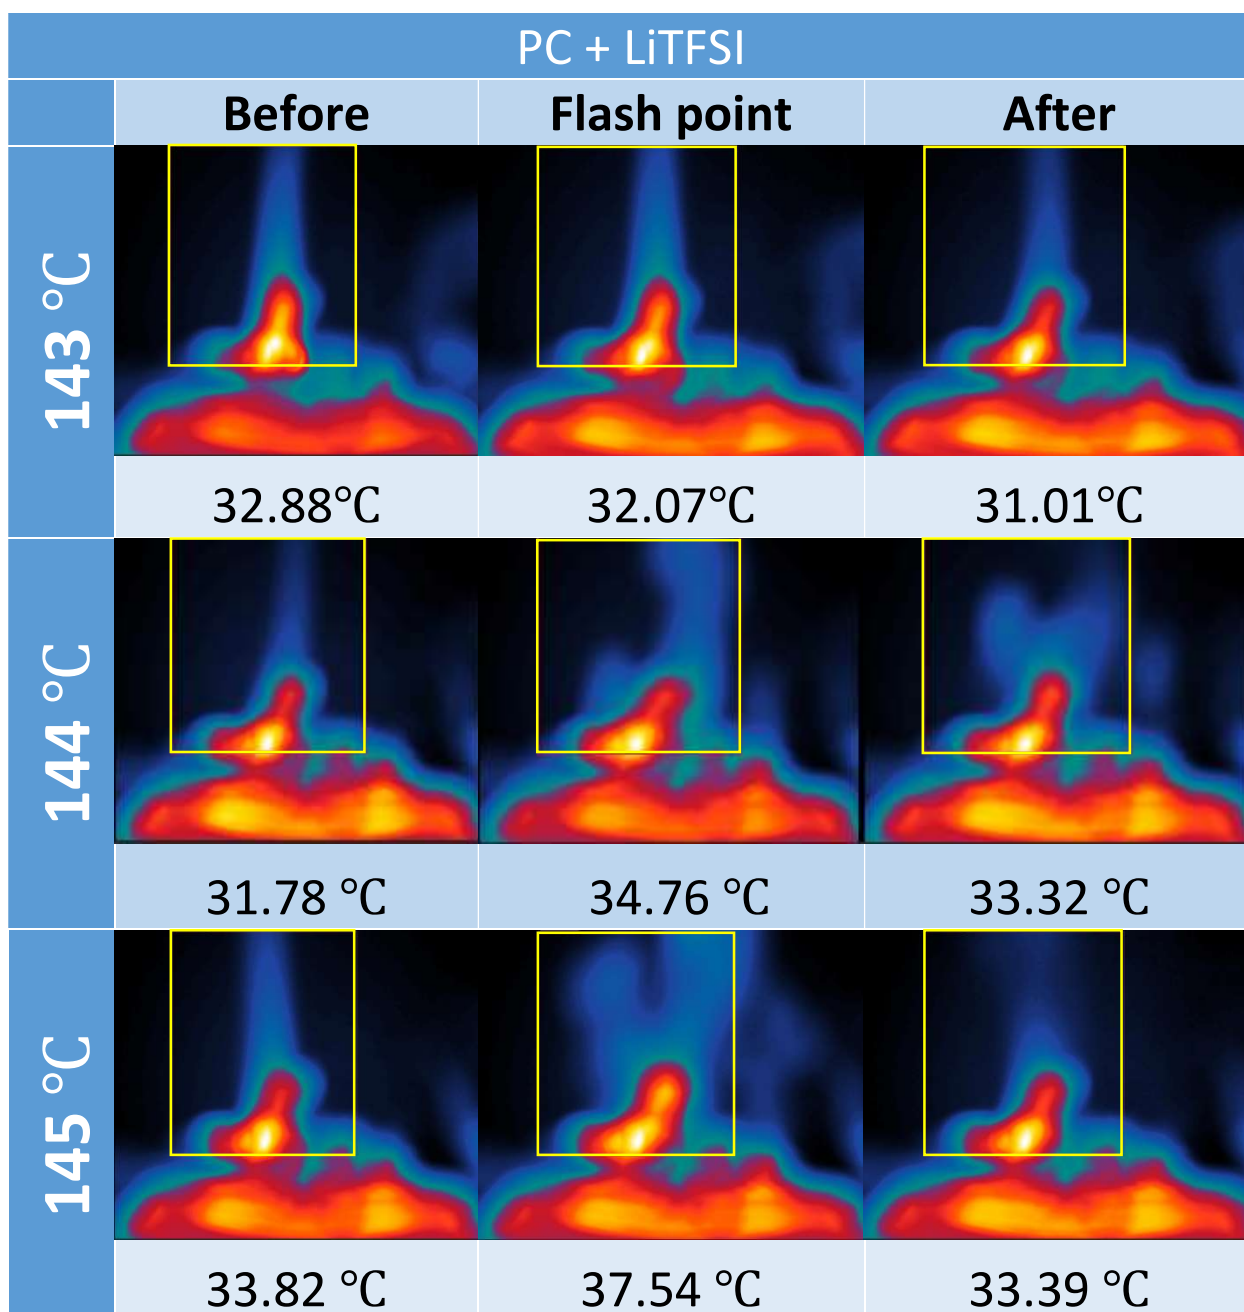 PC + LiTFSI
Before Flash point After
143 °C
32.88°C 32.07°C 31.01°C
144 °C
31.78 °C 34.76 °C 33.32 °C
145 °C
33.82 °C 37.54 °C 33.39 °C